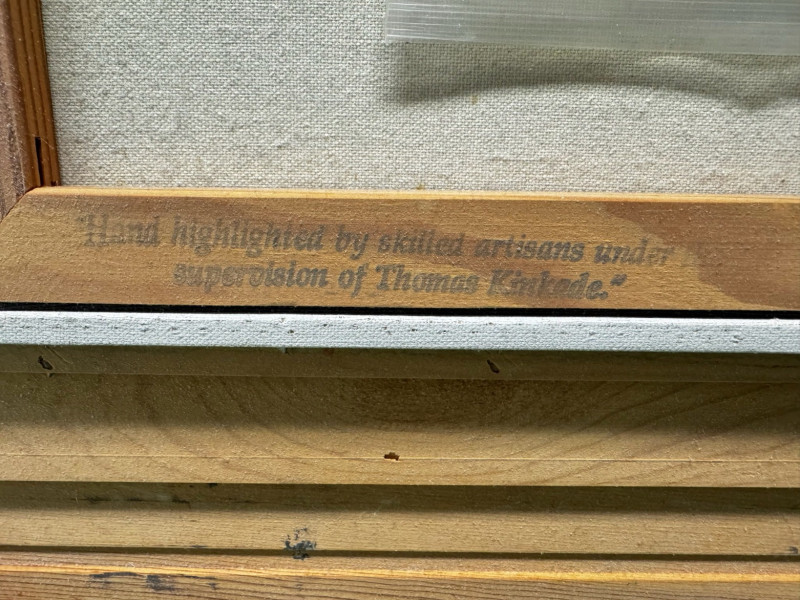 "Hand highlighted by skilled artisans under
supervision of Thomas Kinkade."